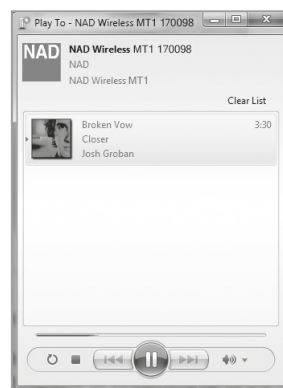 Play To - NAD Wireless MT1 170098
NAD
NAD Wireless MT1 170098
NAD
NAD Wireless MT1
Clear List
Broken Vow 3:30
Closer
Josh Groban